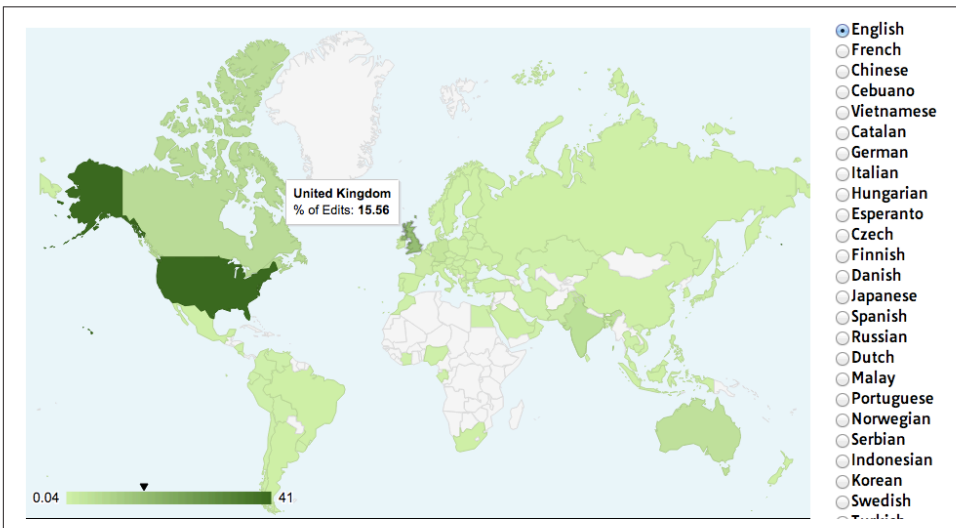 United Kingdom
% of Edits: 15.56
0.04
41
English
French
Chinese
Cebuano
Vietnamese
Catalan
German
Italian
Hungarian
Esperanto
Czech
Finnish
Danish
Japanese
Spanish
Russian
Dutch
Malay
Portuguese
Norwegian
Serbian
Indonesian
Korean
Swedish